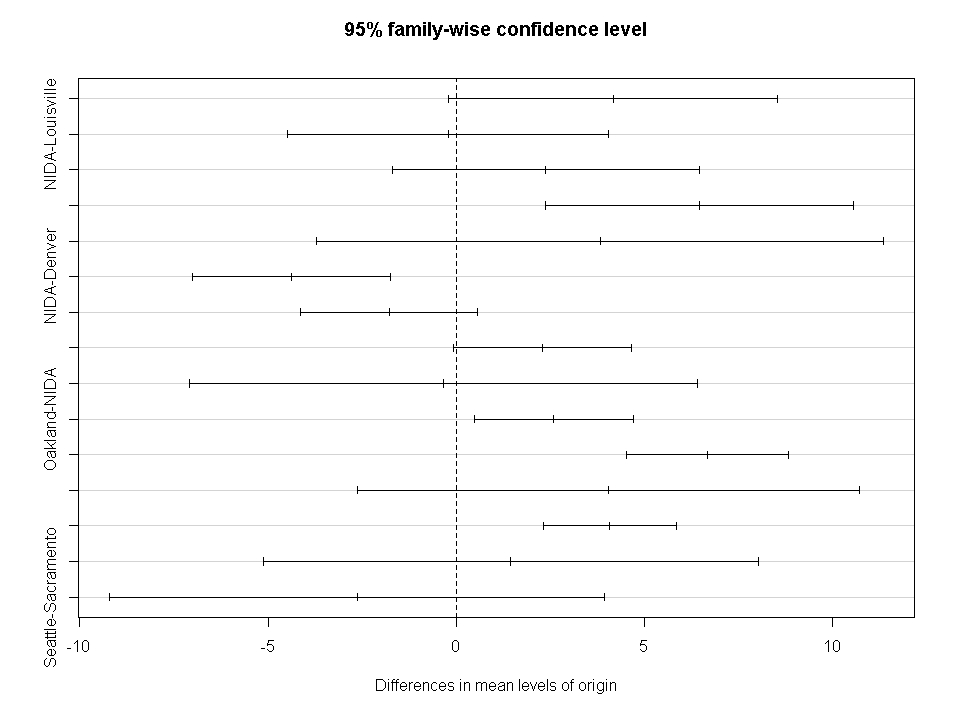 95% family-wise confidence level
NIDA-Louisville
NIDA-Denver
Oakland-NIDA
Seattle-Sacramento
-10 -5 0 5 10
Differences in mean levels of origin